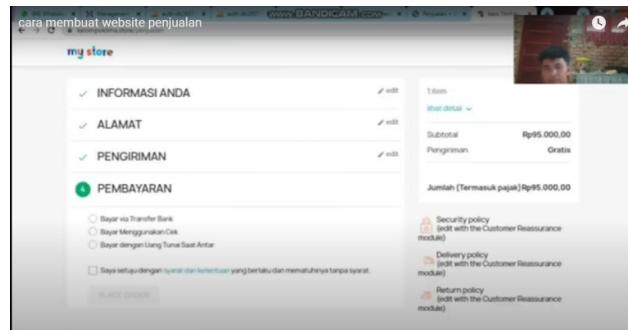 cara membuat website penjualan
www.BANDICAM.com
my store
INFORMASI ANDA
edit
ALAMAT
edit
PENGIRIMAN
edit
4 PEMBAYARAN
Bayar via Transfer Bank
Bayar Menggunakan Cek
Bayar dengan Uang Tunai Saat Antar
Saya setuju dengan syarat dan ketentuan yang berlaku dan mematuhinya tanpa syarat.
PLACE ORDER
1 item
lihat detail
Subtotal Rp95.000,00
Pengiriman Gratis
Jumlah (Termasuk pajak) Rp95.000,00
Security policy
(edit with the Customer Reassurance
module)
Delivery policy
(edit with the Customer Reassurance
module)
Return policy
(edit with the Customer Reassurance
module)